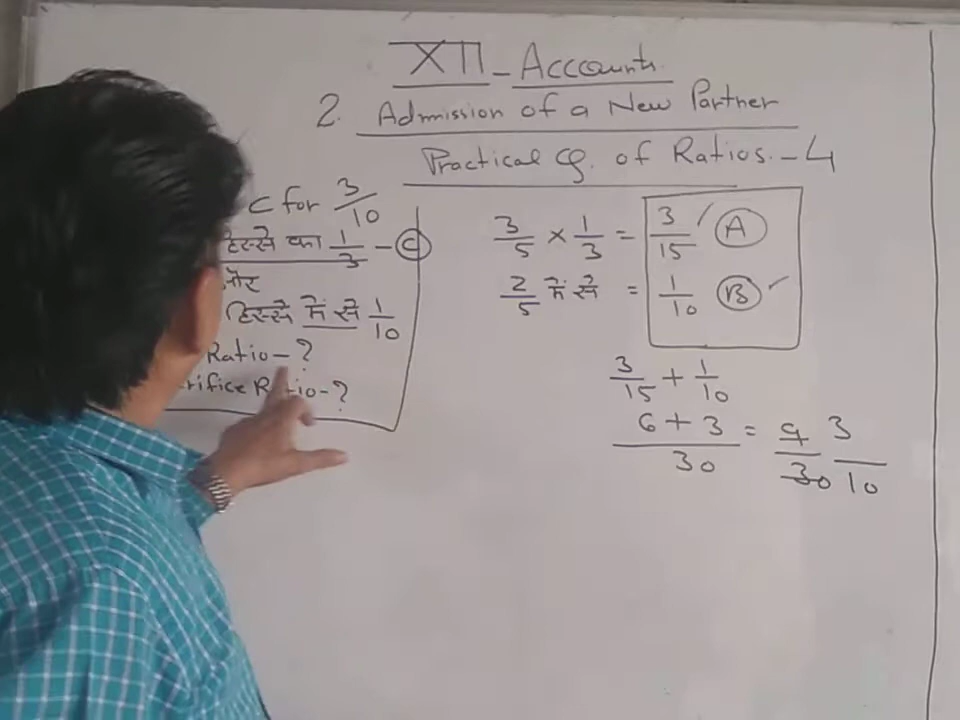 XII - Acccounts
2. Admission of a New Partner
Practical Q. of Ratios. - 4
C for 3/10
हिस्से का 1/3 - C
और
हिस्से में से 1/10
Ratio - ?
rifice Ratio - ?
3/5 × 1/3 = 3/15 A
2/5 में से = 1/10 B
3/15 + 1/10
6 + 3 / 30 = 9/30 3/10